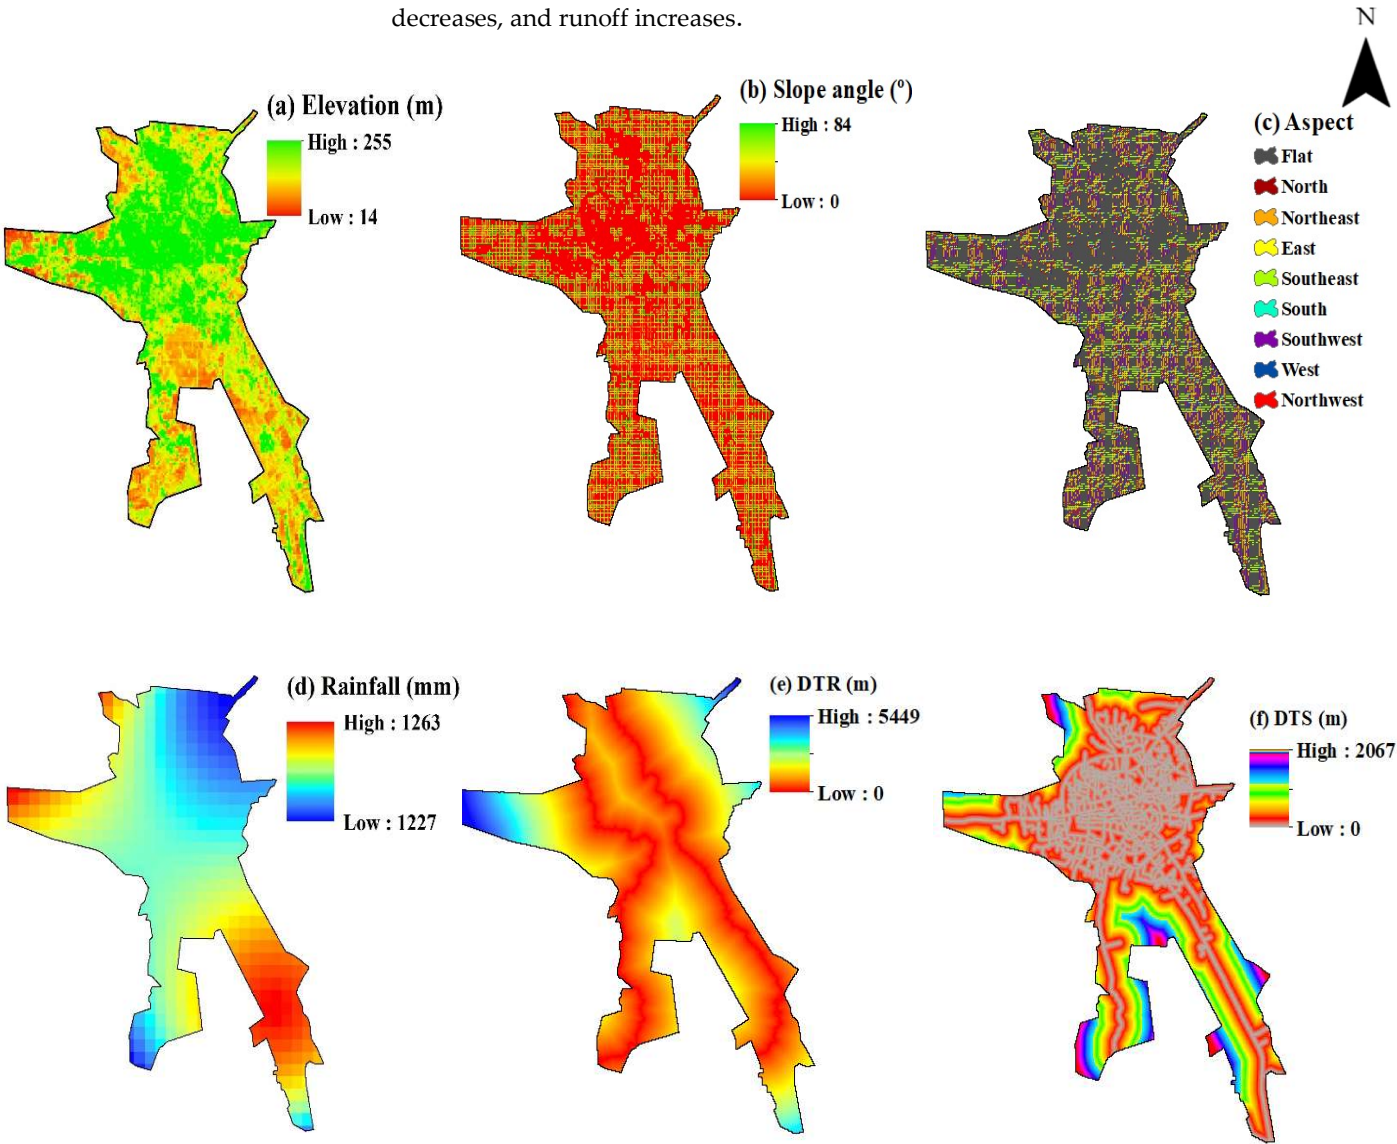 decreases, and runoff increases.
N
(a) Elevation (m)
High : 255
Low : 14
(b) Slope angle (º)
High : 84
Low : 0
(c) Aspect
Flat
North
Northeast
East
Southeast
South
Southwest
West
Northwest
(d) Rainfall (mm)
High : 1263
Low : 1227
(e) DTR (m)
High : 5449
Low : 0
(f) DTS (m)
High : 2067
Low : 0